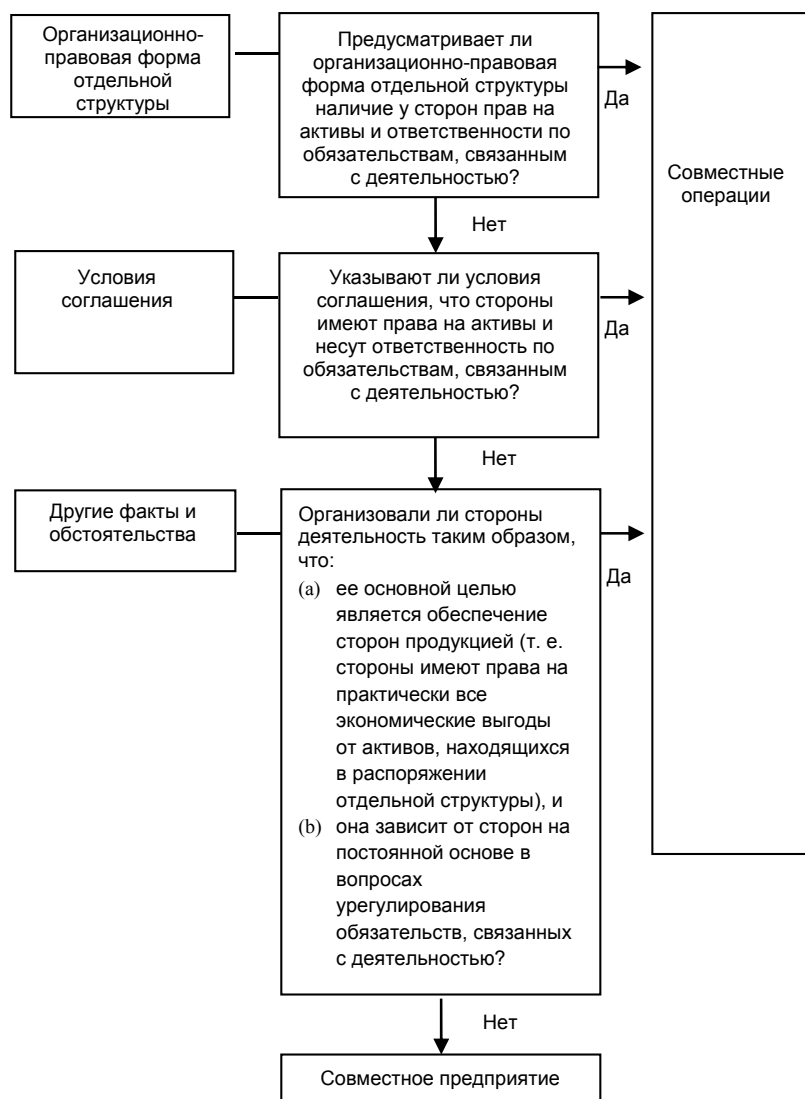 Организационно-
правовая форма
отдельной
структуры
Предусматривает ли
организационно-правовая
форма отдельной структуры
наличие у сторон прав на
активы и ответственности по
обязательствам, связанным
с деятельностью?
Да
Совместные
операции
Нет
Условия
соглашения
Указывают ли условия
соглашения, что стороны
имеют права на активы и
несут ответственность по
обязательствам, связанным
с деятельностью?
Да
Нет
Другие факты и
обстоятельства
Организовали ли стороны
деятельность таким образом,
что:
(a) ее основной целью
является обеспечение
сторон продукцией (т. е.
стороны имеют права на
практически все
экономические выгоды
от активов, находящихся
в распоряжении
отдельной структуры), и
(b) она зависит от сторон на
постоянной основе в
вопросах
урегулирования
обязательств, связанных
с деятельностью?
Да
Нет
Совместное предприятие